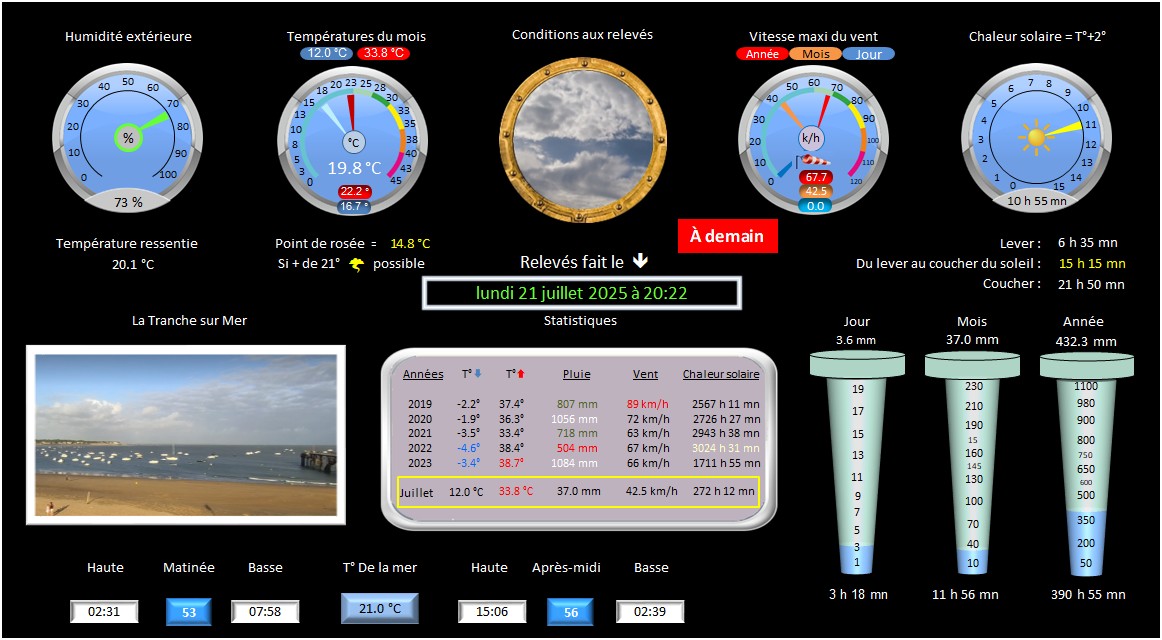 Humidité extérieure
Températures du mois
Conditions aux relevés
Vitesse maxi du vent
Chaleur solaire = T°+2°
12.0 °C 33.8 °C
Année Mois Jour
0 10 20 30 40 50 60 70 80 90 100
%
73 %
0 3 5 8 10 13 15 18 20 23 25 28 30 33 35 38 40 43 45
°C
19.8 °C
22.2 °
16.7 °
0 10 20 30 40 50 60 70 80 90 100 110 120
k/h
67.7
42.5
0.0
0 1 2 3 4 5 6 7 8 9 10 11 12 13 14 15
10 h 55 mn
Température ressentie
20.1 °C
Point de rosée = 14.8 °C
Si + de 21° possible
À demain
Relevés fait le
lundi 21 juillet 2025 à 20:22
Lever : 6 h 35 mn
Du lever au coucher du soleil : 15 h 15 mn
Coucher : 21 h 50 mn
La Tranche sur Mer
Statistiques
Années T° T° Pluie Vent Chaleur solaire
2019 -2.2° 37.4° 807 mm 89 km/h 2567 h 11 mn
2020 -1.9° 36.3° 1056 mm 72 km/h 2726 h 27 mn
2021 -3.5° 33.4° 718 mm 63 km/h 2943 h 38 mn
2022 -4.6° 38.4° 504 mm 67 km/h 3024 h 31 mn
2023 -3.4° 38.7° 1084 mm 66 km/h 1711 h 55 mn
Juillet 12.0 °C 33.8 °C 37.0 mm 42.5 km/h 272 h 12 mn
Jour
3.6 mm
19
17
15
13
11
9
7
5
3
1
3 h 18 mn
Mois
37.0 mm
230
210
190
15
160
145
130
100
70
40
10
11 h 56 mn
Année
432.3 mm
1100
980
900
800
750
650
600
500
350
200
50
390 h 55 mn
Haute Matinée Basse T° De la mer Haute Après-midi Basse
02:31 53 07:58 21.0 °C 15:06 56 02:39